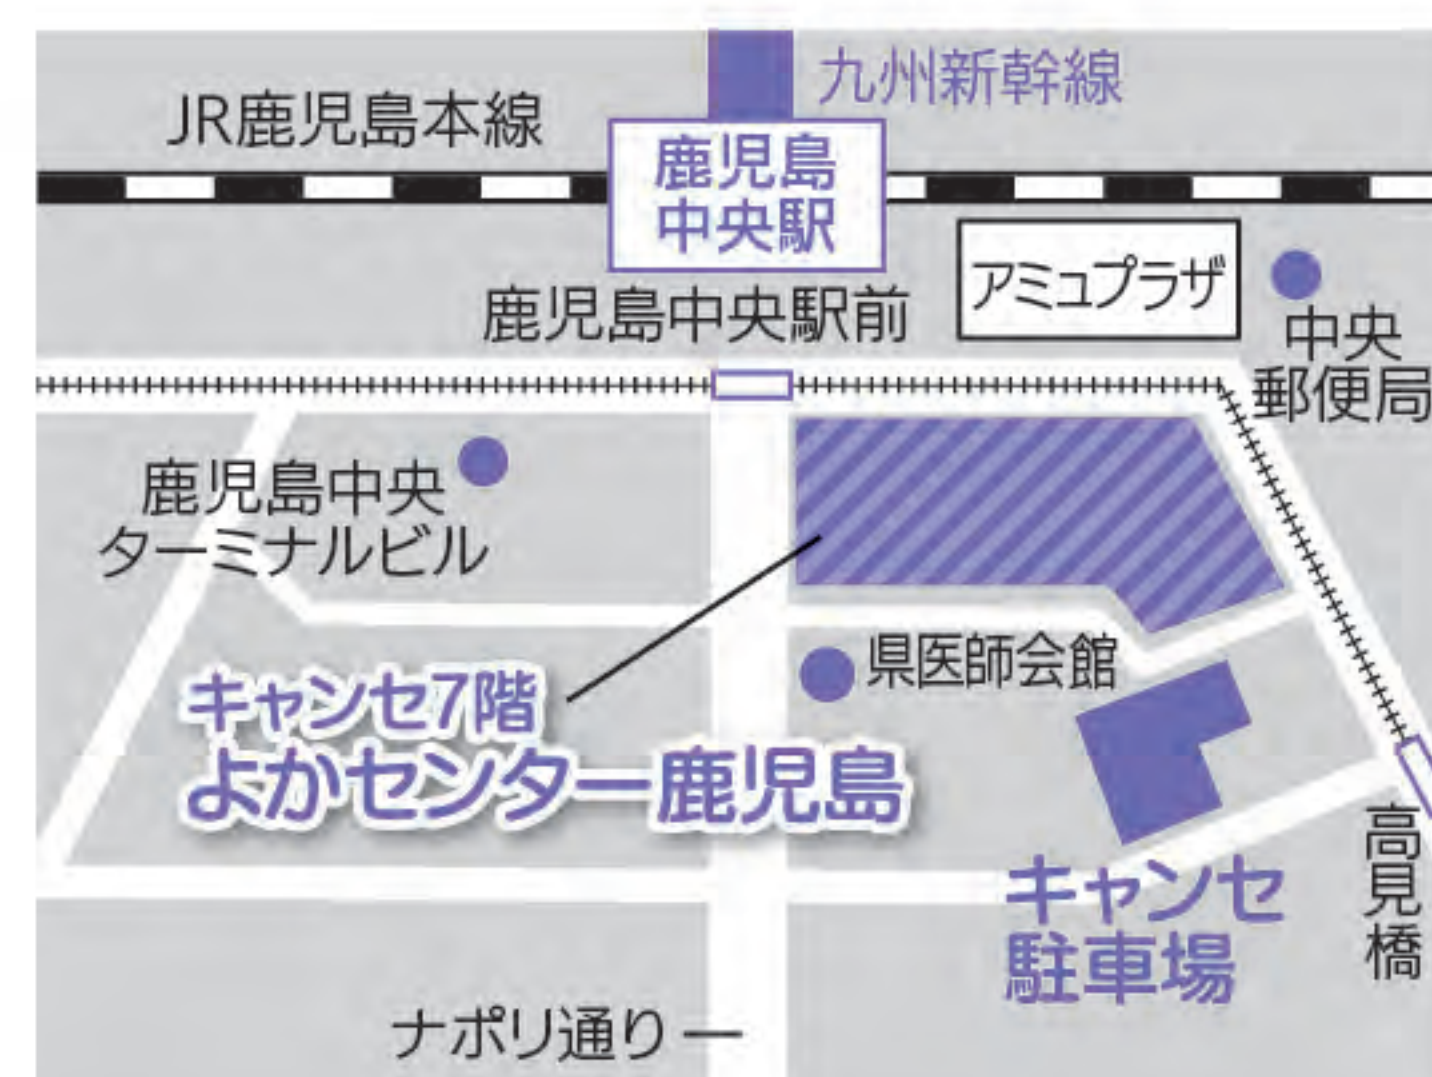 九州新幹線
JR鹿児島本線
鹿児島
中央駅
アミュプラザ
鹿児島中央駅前
中央
郵便局
鹿児島中央
ターミナルビル
県医師会館
キャンセ7階
よかセンター鹿児島
高見橋
キャンセ
駐車場
ナポリ通り